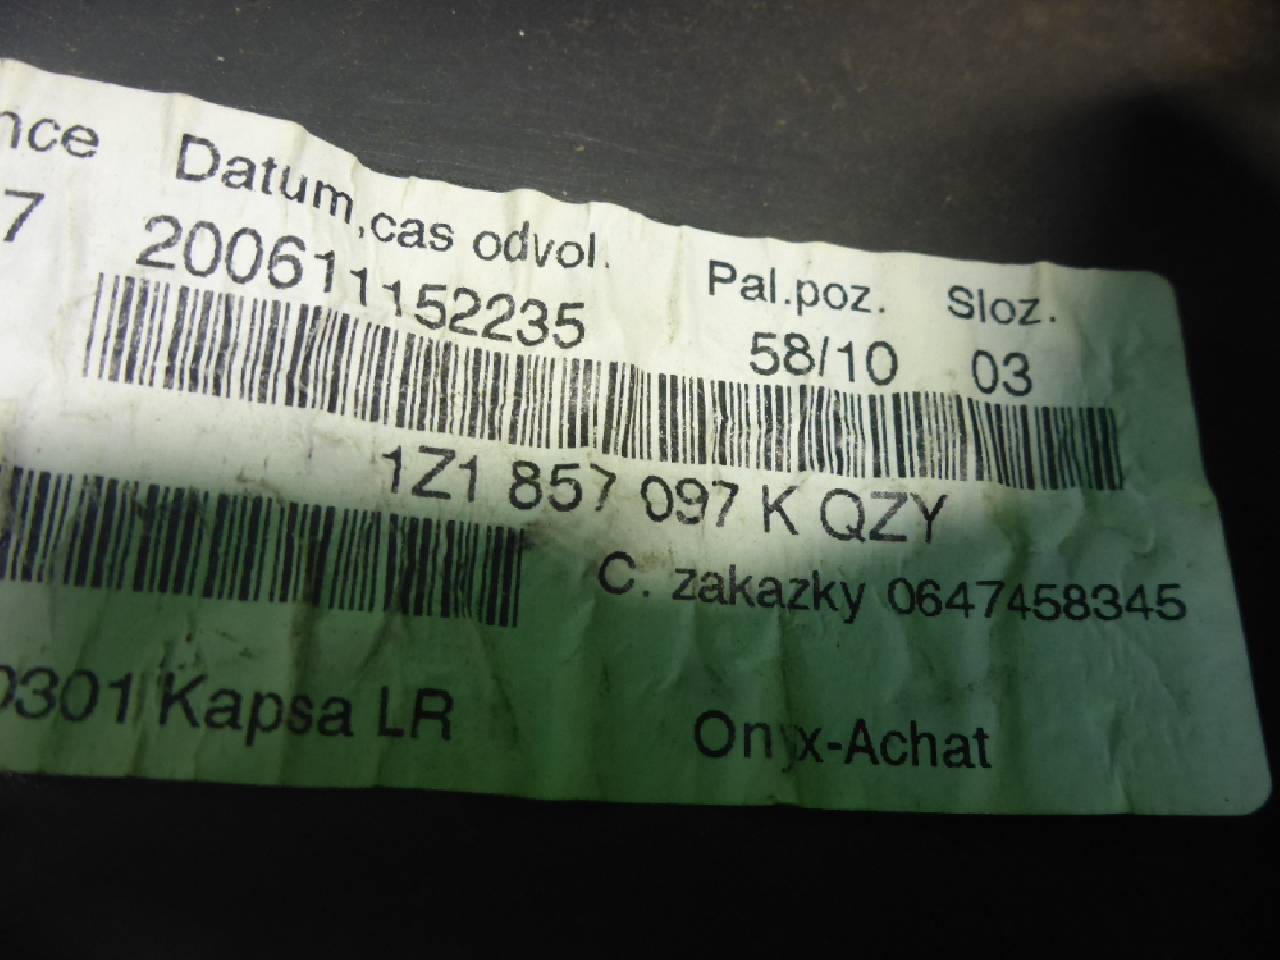 nce Datum,cas odvol. Pal.poz. Sloz.
7 200611152235 58/10 03
1Z1 857 097 K QZY
C. zakazky 0647458345
0301 Kapsa LR Onyx-Achat